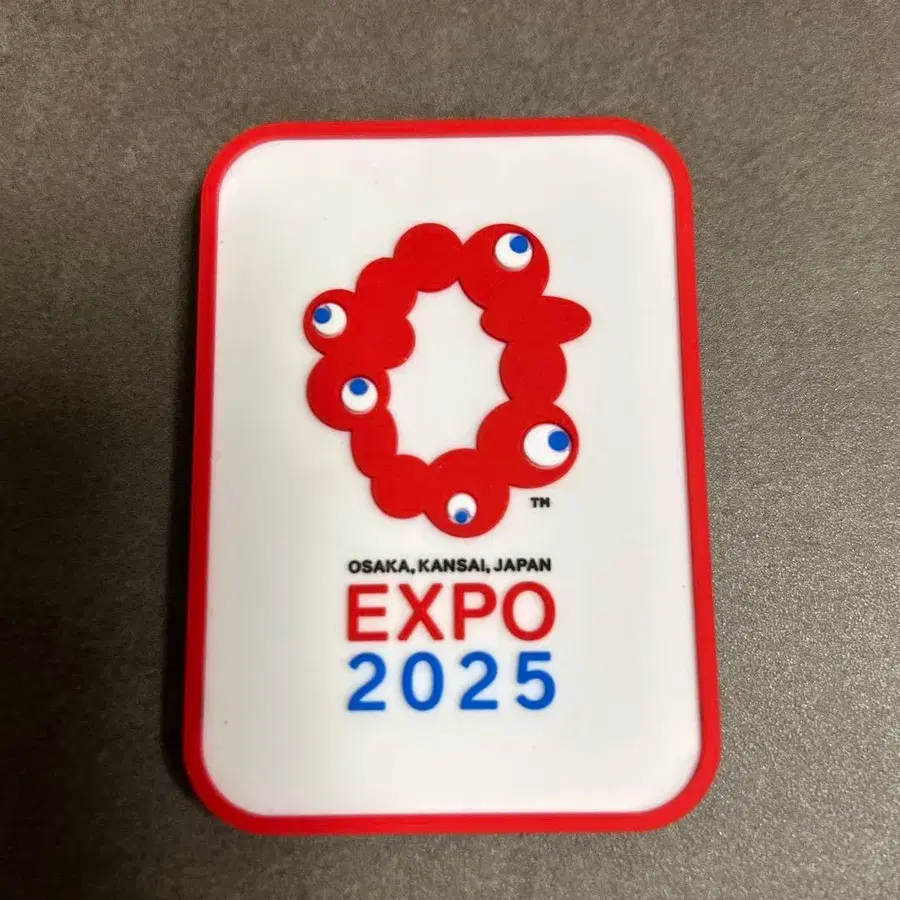 TM
OSAKA, KANSAI, JAPAN
EXPO
2025